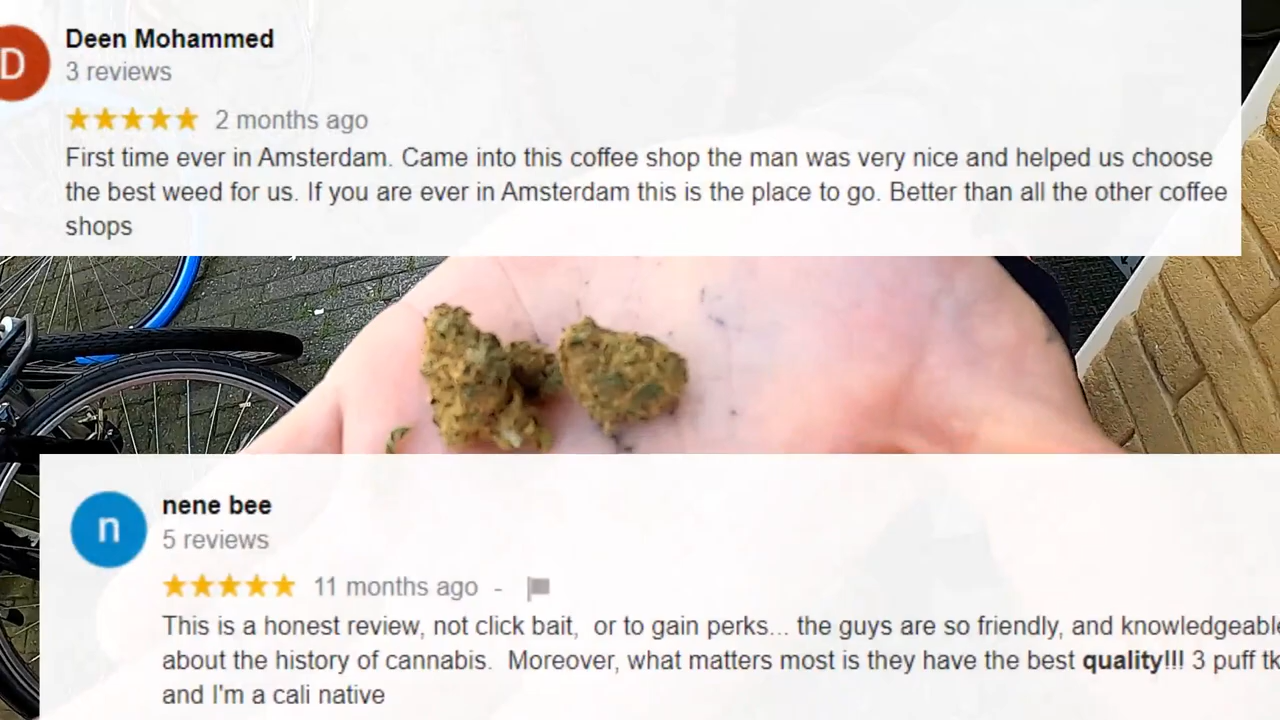 D
Deen Mohammed
3 reviews
2 months ago
First time ever in Amsterdam. Came into this coffee shop the man was very nice and helped us choose
the best weed for us. If you are ever in Amsterdam this is the place to go. Better than all the other coffee
shops
n
nene bee
5 reviews
11 months ago -
This is a honest review, not click bait, or to gain perks... the guys are so friendly, and knowledgeable
about the history of cannabis. Moreover, what matters most is they have the best quality!!! 3 puff
and I'm a cali native